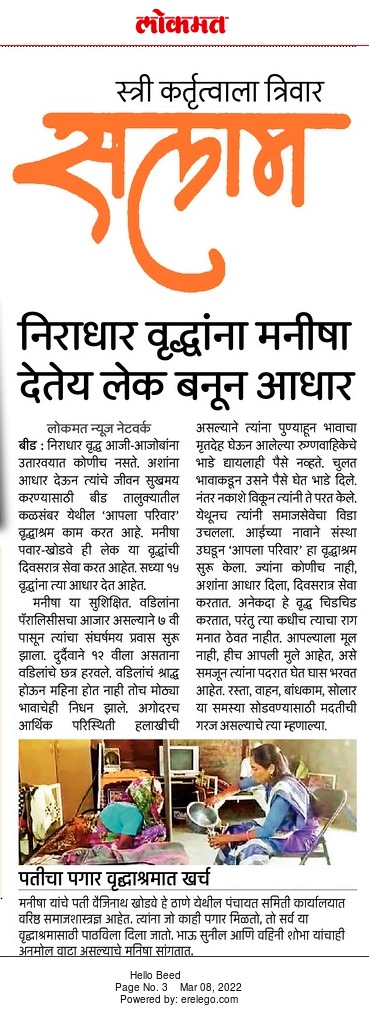 लोकमत
स्त्री कर्तृत्वाला त्रिवार
सलाम
निराधार वृद्धांना मनीषा
देतेय लेक बनून आधार
लोकमत न्यूज नेटवर्क
बीड : निराधार वृद्ध आजी-आजोबांना
उतारवयात कोणीच नसते. अशांना
आधार देऊन त्यांचे जीवन सुखमय
करण्यासाठी बीड तालुक्यातील
कळसंबर येथील 'आपला परिवार'
वृद्धाश्रम काम करत आहे. मनीषा
पवार-खोडवे ही लेक या वृद्धांची
दिवसरात्र सेवा करत आहेत. सध्या ९५
वृद्धांना त्या आधार देत आहेत.
मनीषा या सुशिक्षित. वडिलांना
पॅरालिसीसचा आजार असल्याने ७ वी
पासून त्यांचा संघर्षमय प्रवास सुरू
झाला. दुर्दैवाने १२ वीला असताना
वडिलांचे छत्र हरवले. वडिलांचं श्राद्ध
होऊन महिना होत नाही तोच मोठ्या
भावाचेही निधन झाले. अगोदरच
आर्थिक परिस्थिती हलाखीची
असल्याने त्यांना पुण्याहून भावाचा
मृतदेह घेऊन आलेल्या रुग्णवाहिकेचे
भाडे द्यायलाही पैसे नव्हते. चुलत
भावाकडून उसने पैसे घेत भाडे दिले.
नंतर नकाशे विकून त्यांनी ते परत केले.
येथूनच त्यांनी समाजसेवेचा विडा
उचलला. आईच्या नावाने संस्था
उघडून 'आपला परिवार' हा वृद्धाश्रम
सुरू केला. ज्यांना कोणीच नाही,
अशांना आधार दिला, दिवसरात्र सेवा
करतात. अनेकदा हे वृद्ध चिडचिड
करतात, परंतु त्या कधीच त्याचा राग
मनात ठेवत नाहीत. आपल्याला मूल
नाही, हीच आपली मुले आहेत, असे
समजून त्यांना पदरात घेत घास भरवत
आहेत. रस्ता, वाहन, बांधकाम, सोलार
या समस्या सोडवण्यासाठी मदतीची
गरज असल्याचे त्या म्हणाल्या.
पतीचा पगार वृद्धाश्रमात खर्च
मनीषा यांचे पती वैजिनाथ खोडवे हे ठाणे येथील पंचायत समिती कार्यालयात
वरिष्ठ समाजशास्त्रज्ञ आहेत. त्यांना जो काही पगार मिळतो, तो सर्व या
वृद्धाश्रमासाठी पाठविला दिला जातो. भाऊ सुनील आणि वहिनी शोभा यांचाही
अनमोल वाटा असल्याचे मनिषा सांगतात.
Hello Beed
Page No. 3 Mar 08, 2022
Powered by: erelego.com